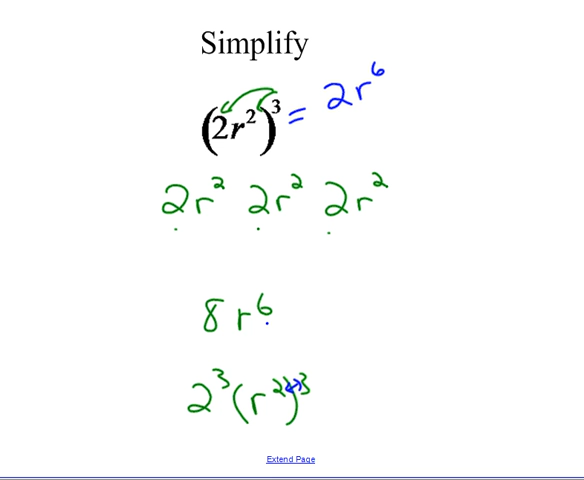 Simplify
(2r²)³ = 2r⁶
2r² 2r² 2r²
8r⁶
2³(r²)³
Extend Page